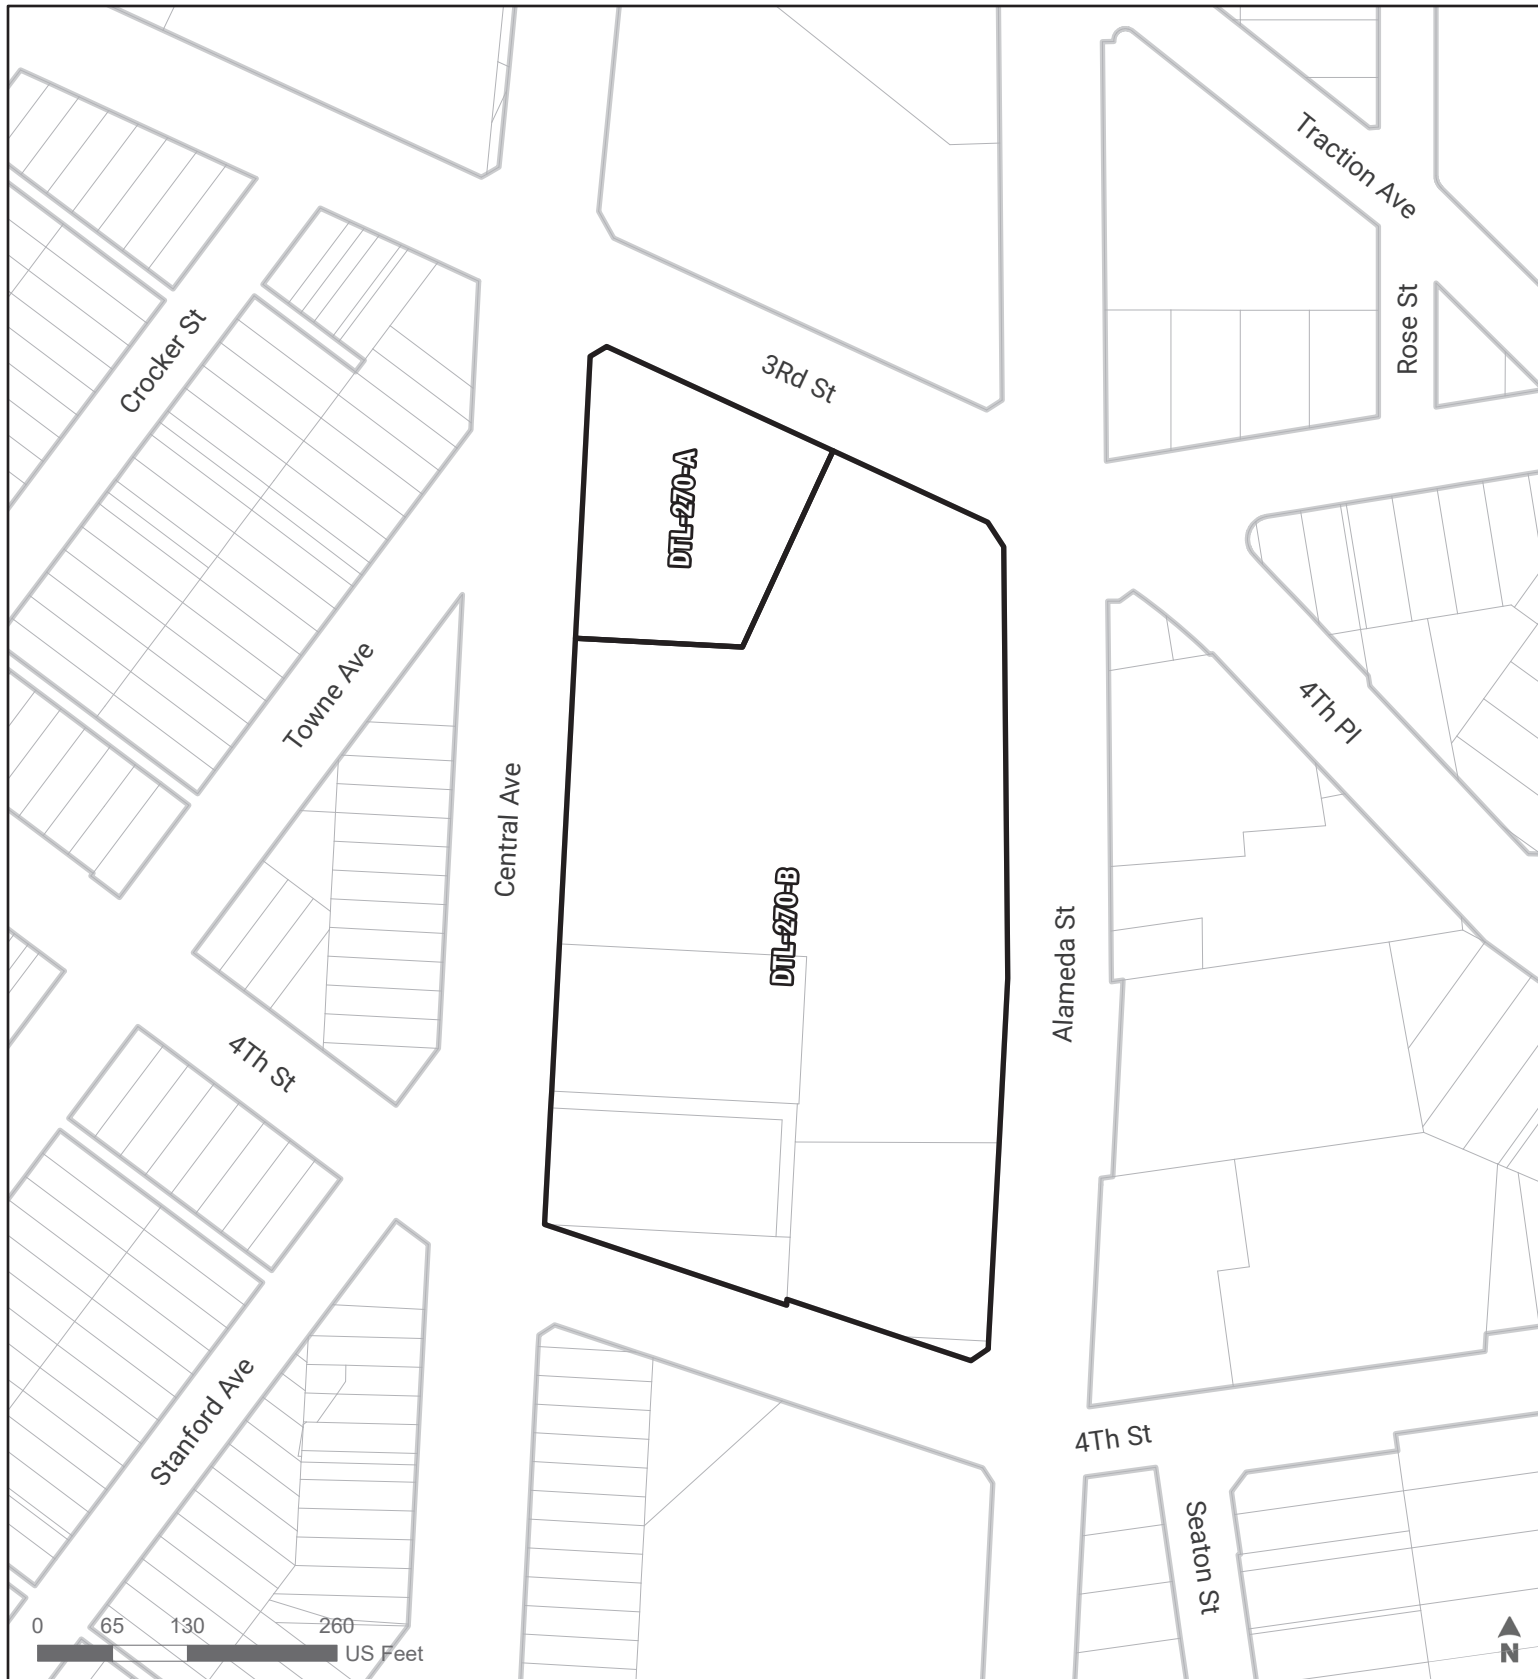 Traction Ave
Rose St
Crocker St
3Rd St
DTL-270-A
Towne Ave
4Th Pl
Central Ave
DTL-270-B
Alameda St
4Th St
Stanford Ave
4Th St
Seaton St
0 65 130 260
US Feet
N